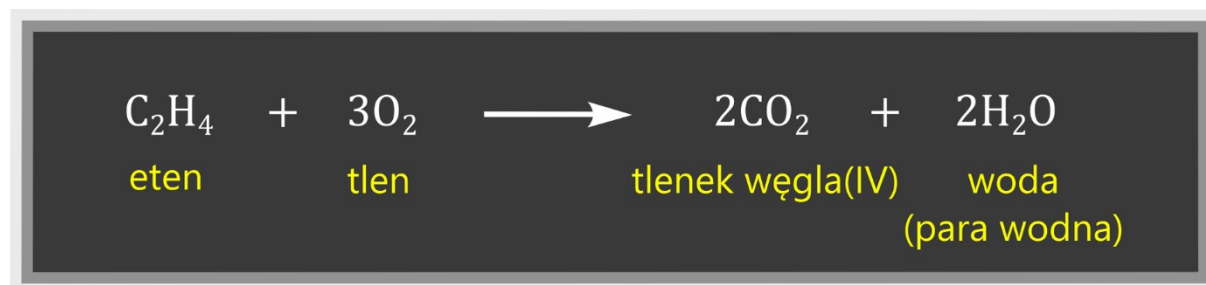 C₂H₄ + 3O₂ ⟶ 2CO₂ + 2H₂O
eten tlen tlenek węgla(IV) woda
(para wodna)